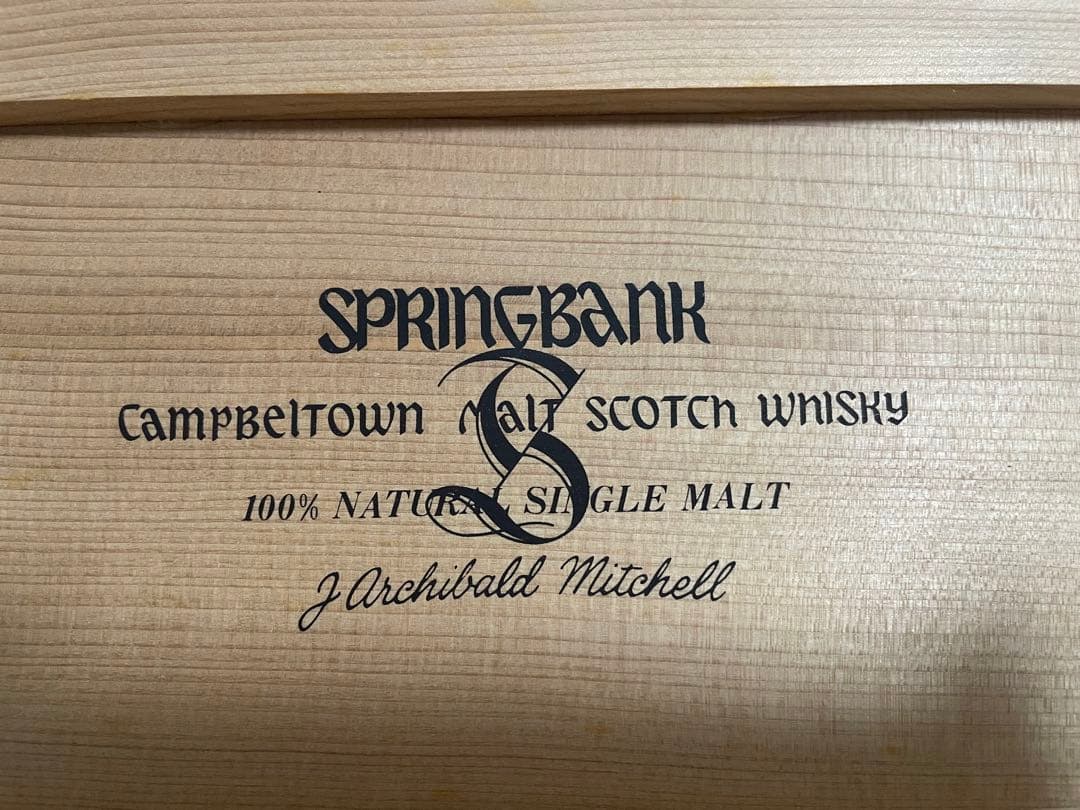 SPRINGBANK
S
CAMPBELTOWN MALT SCOTCH WHISKY
100% NATURAL SINGLE MALT
J Archibald Mitchell